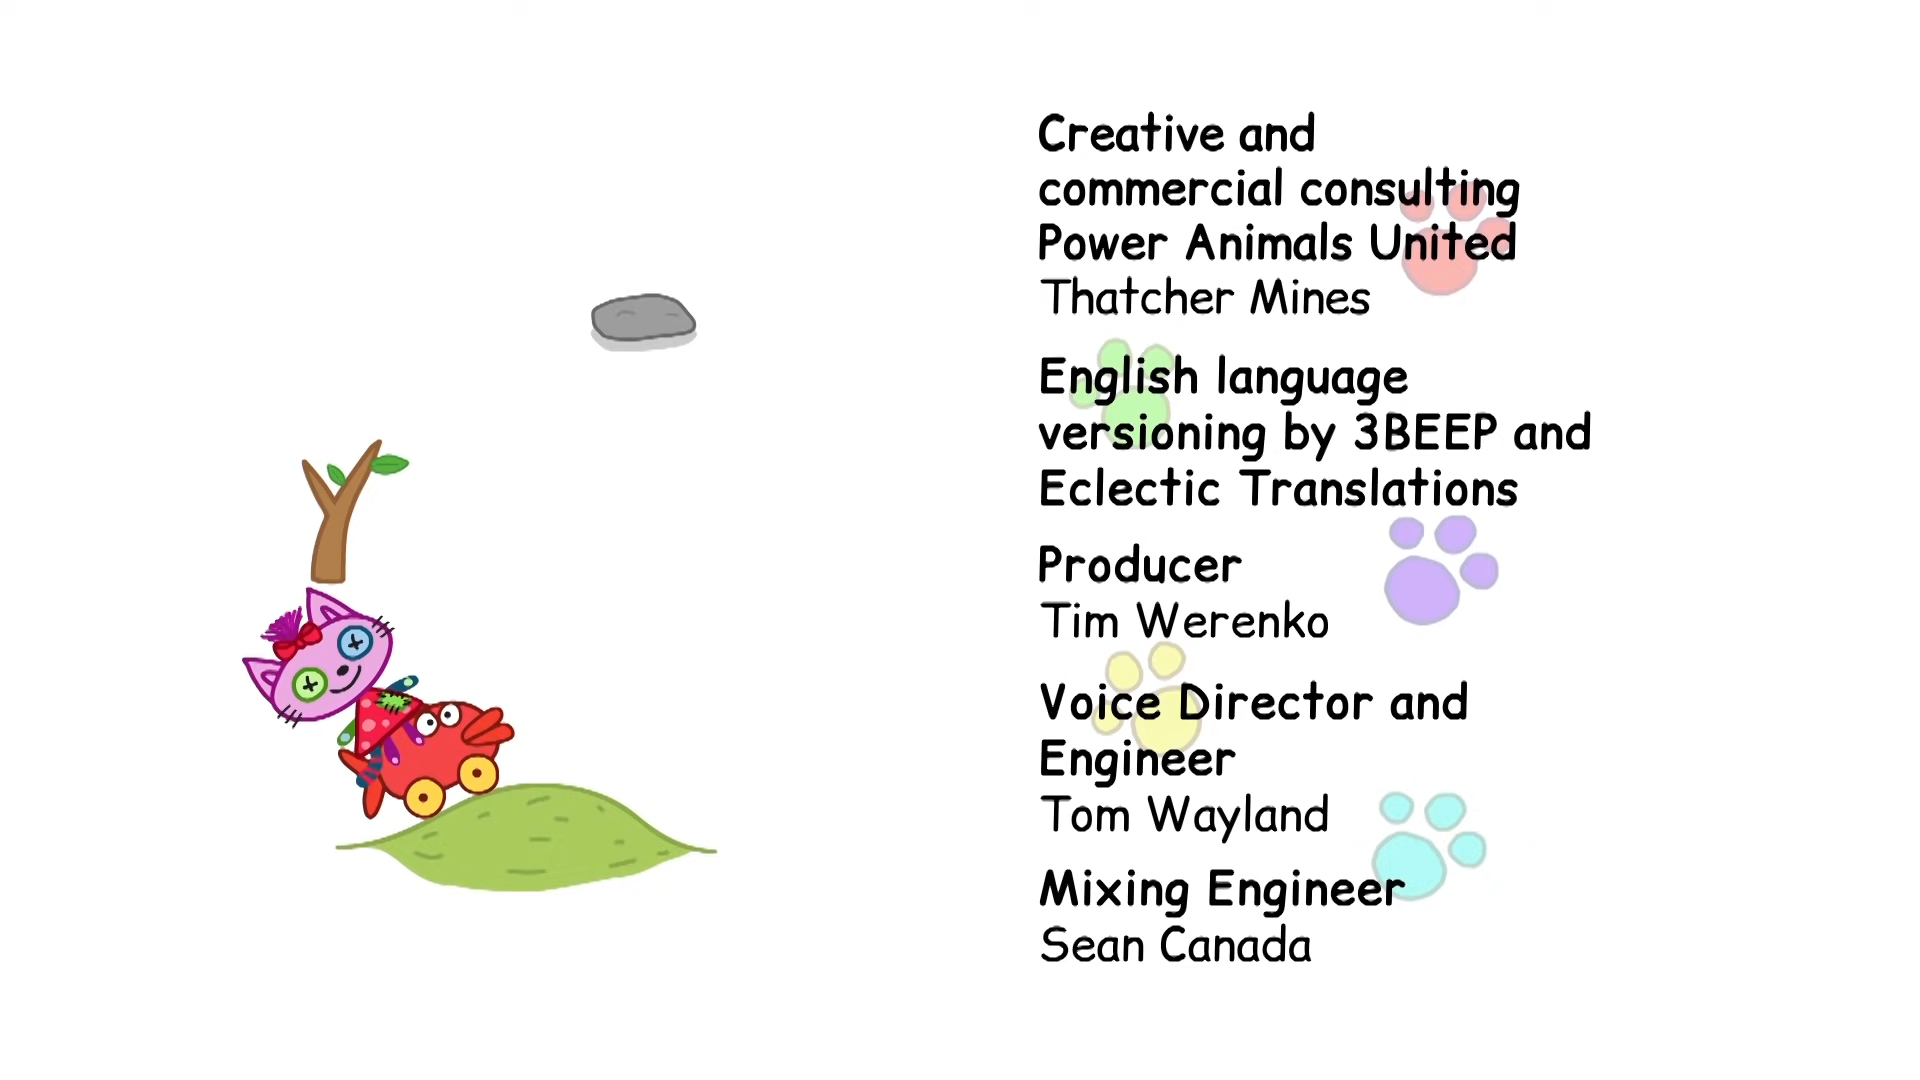 Creative and
commercial consulting
Power Animals United
Thatcher Mines
English language
versioning by 3BEEP and
Eclectic Translations
Producer
Tim Werenko
Voice Director and
Engineer
Tom Wayland
Mixing Engineer
Sean Canada